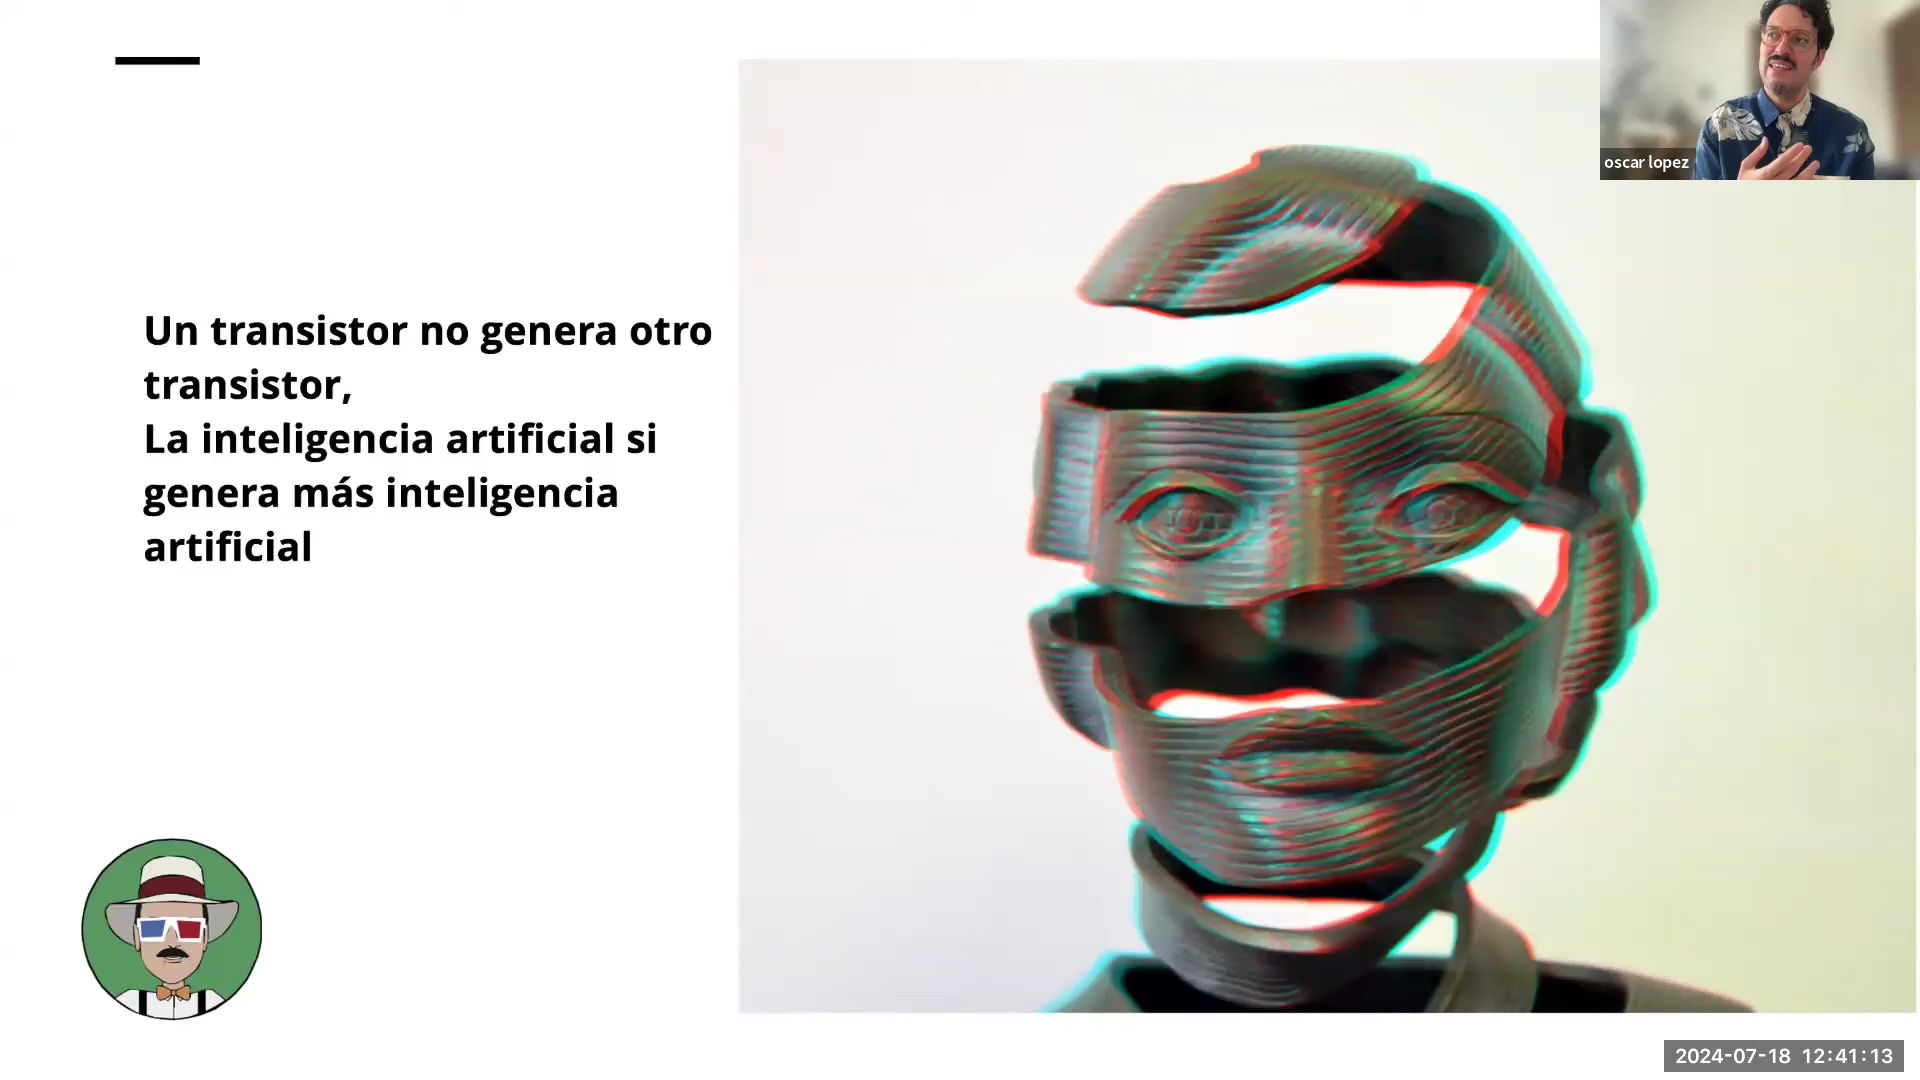 oscar lopez
Un transistor no genera otro
transistor,
La inteligencia artificial si
genera más inteligencia
artificial
2024-07-18 12:41:13